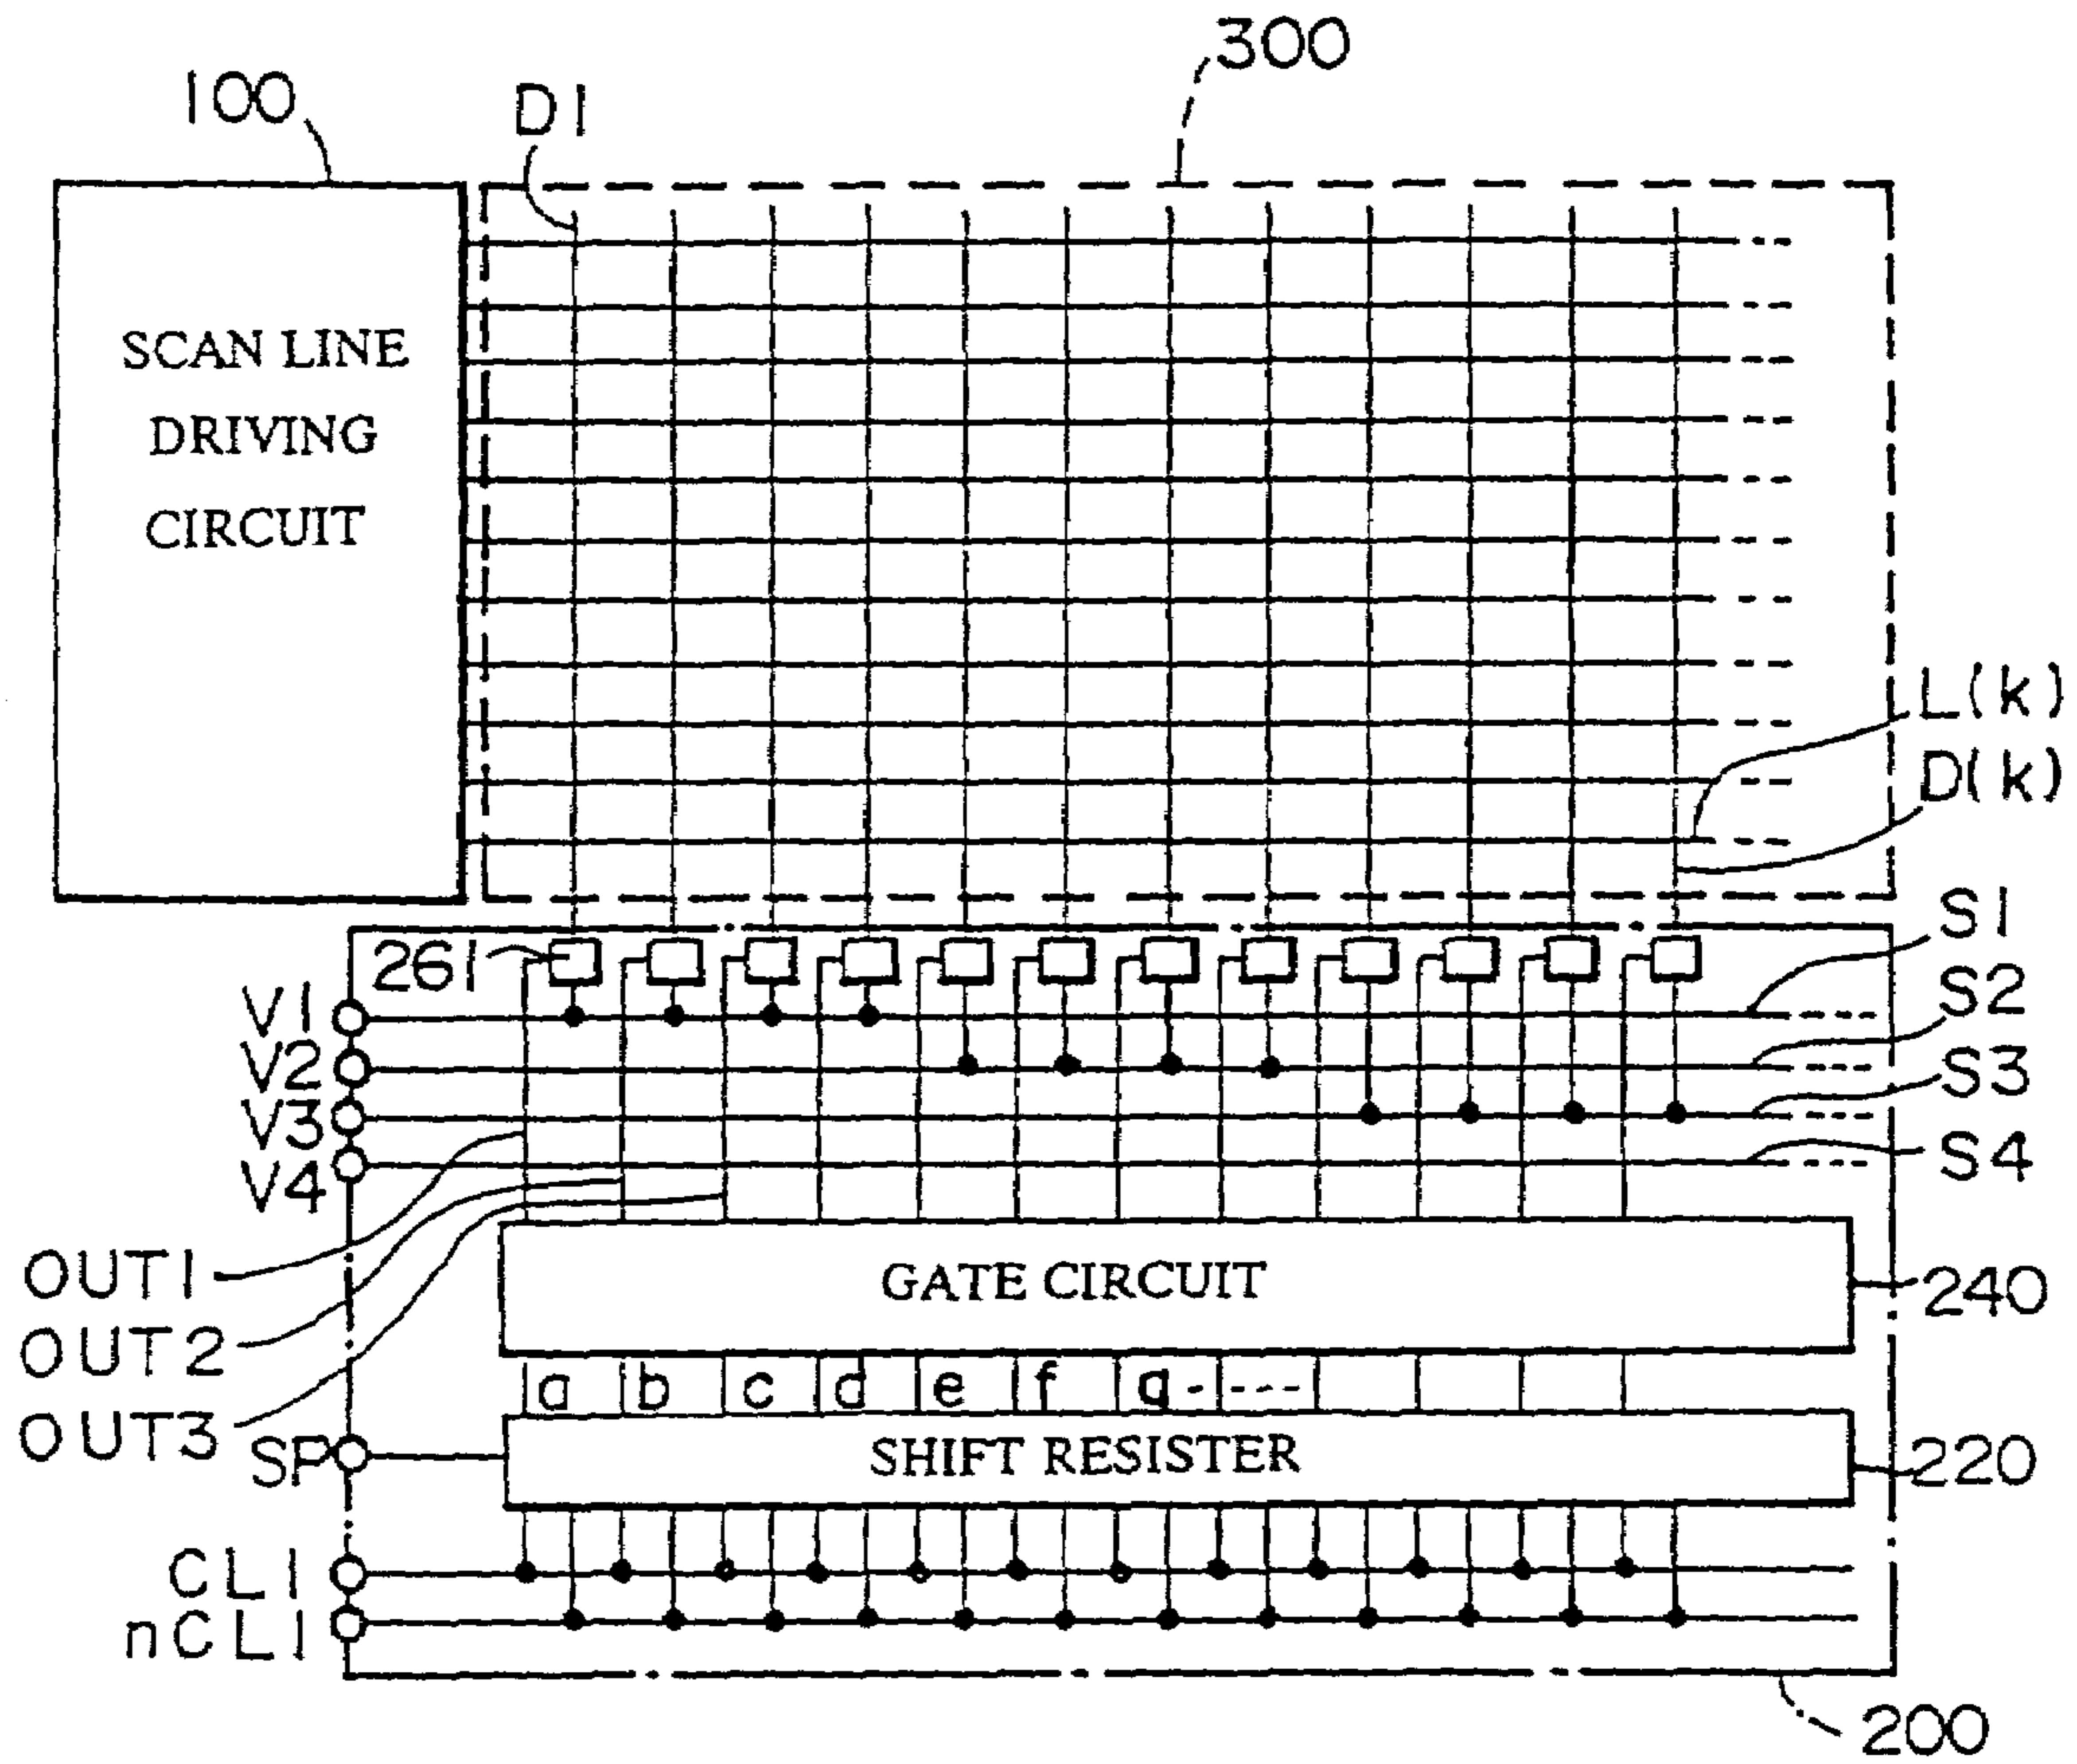 300
100
D1
SCAN LINE
DRIVING
CIRCUIT
L(k)
D(k)
S1
261
S2
V1
V2
S3
V3
S4
V4
OUT1
GATE CIRCUIT
240
OUT2
a b c d e f g - ----
OUT3
SP
SHIFT RESISTER
220
CL1
nCL1
200